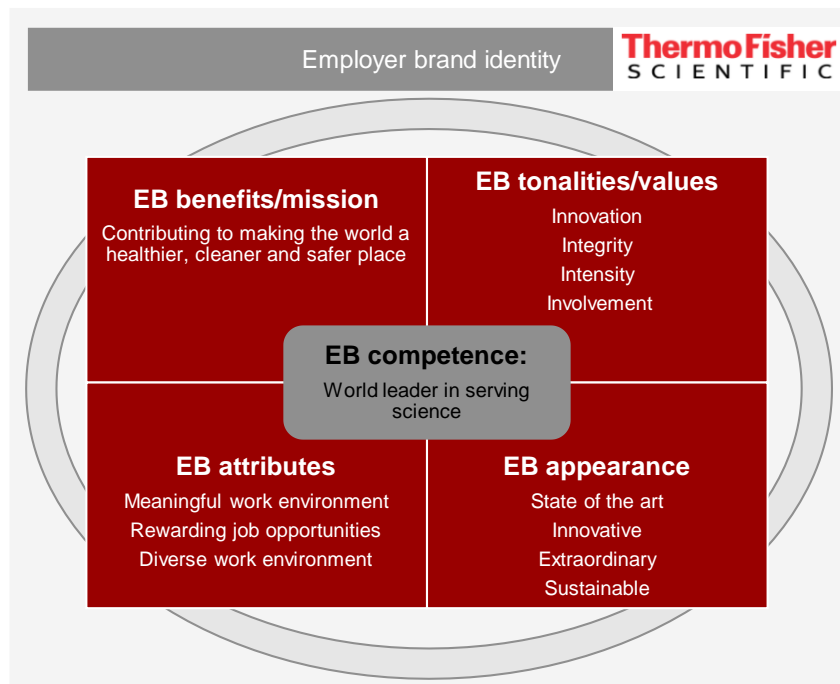 Employer brand identity
ThermoFisher
SCIENTIFIC
EB benefits/mission
Contributing to making the world a
healthier, cleaner and safer place
EB tonalities/values
Innovation
Integrity
Intensity
Involvement
EB competence:
World leader in serving
science
EB attributes
Meaningful work environment
Rewarding job opportunities
Diverse work environment
EB appearance
State of the art
Innovative
Extraordinary
Sustainable